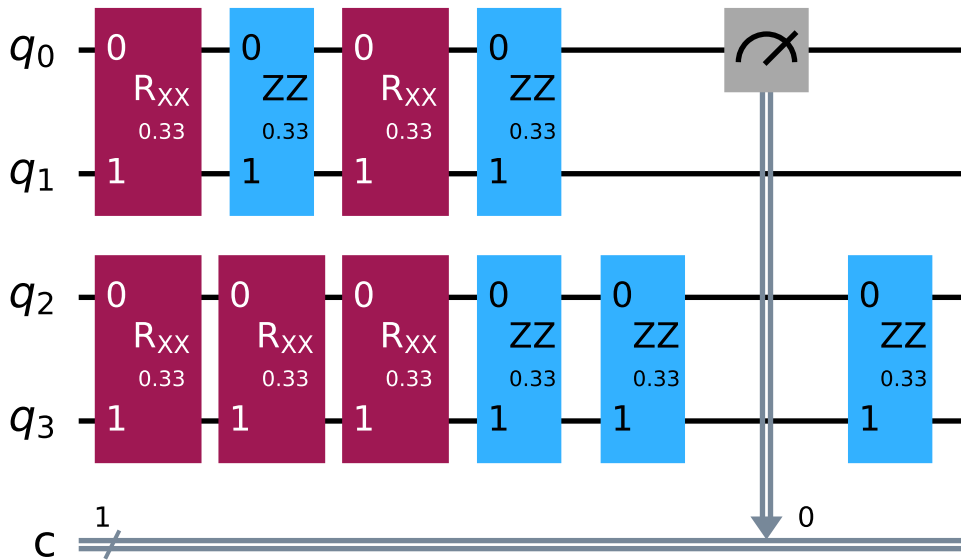 q0 0 0 0 0
RXX ZZ RXX ZZ
0.33 0.33 0.33 0.33
q1 1 1 1 1
q2 0 0 0 0 0 0
RXX RXX RXX ZZ ZZ ZZ
0.33 0.33 0.33 0.33 0.33 0.33
q3 1 1 1 1 1 1
1 0
c